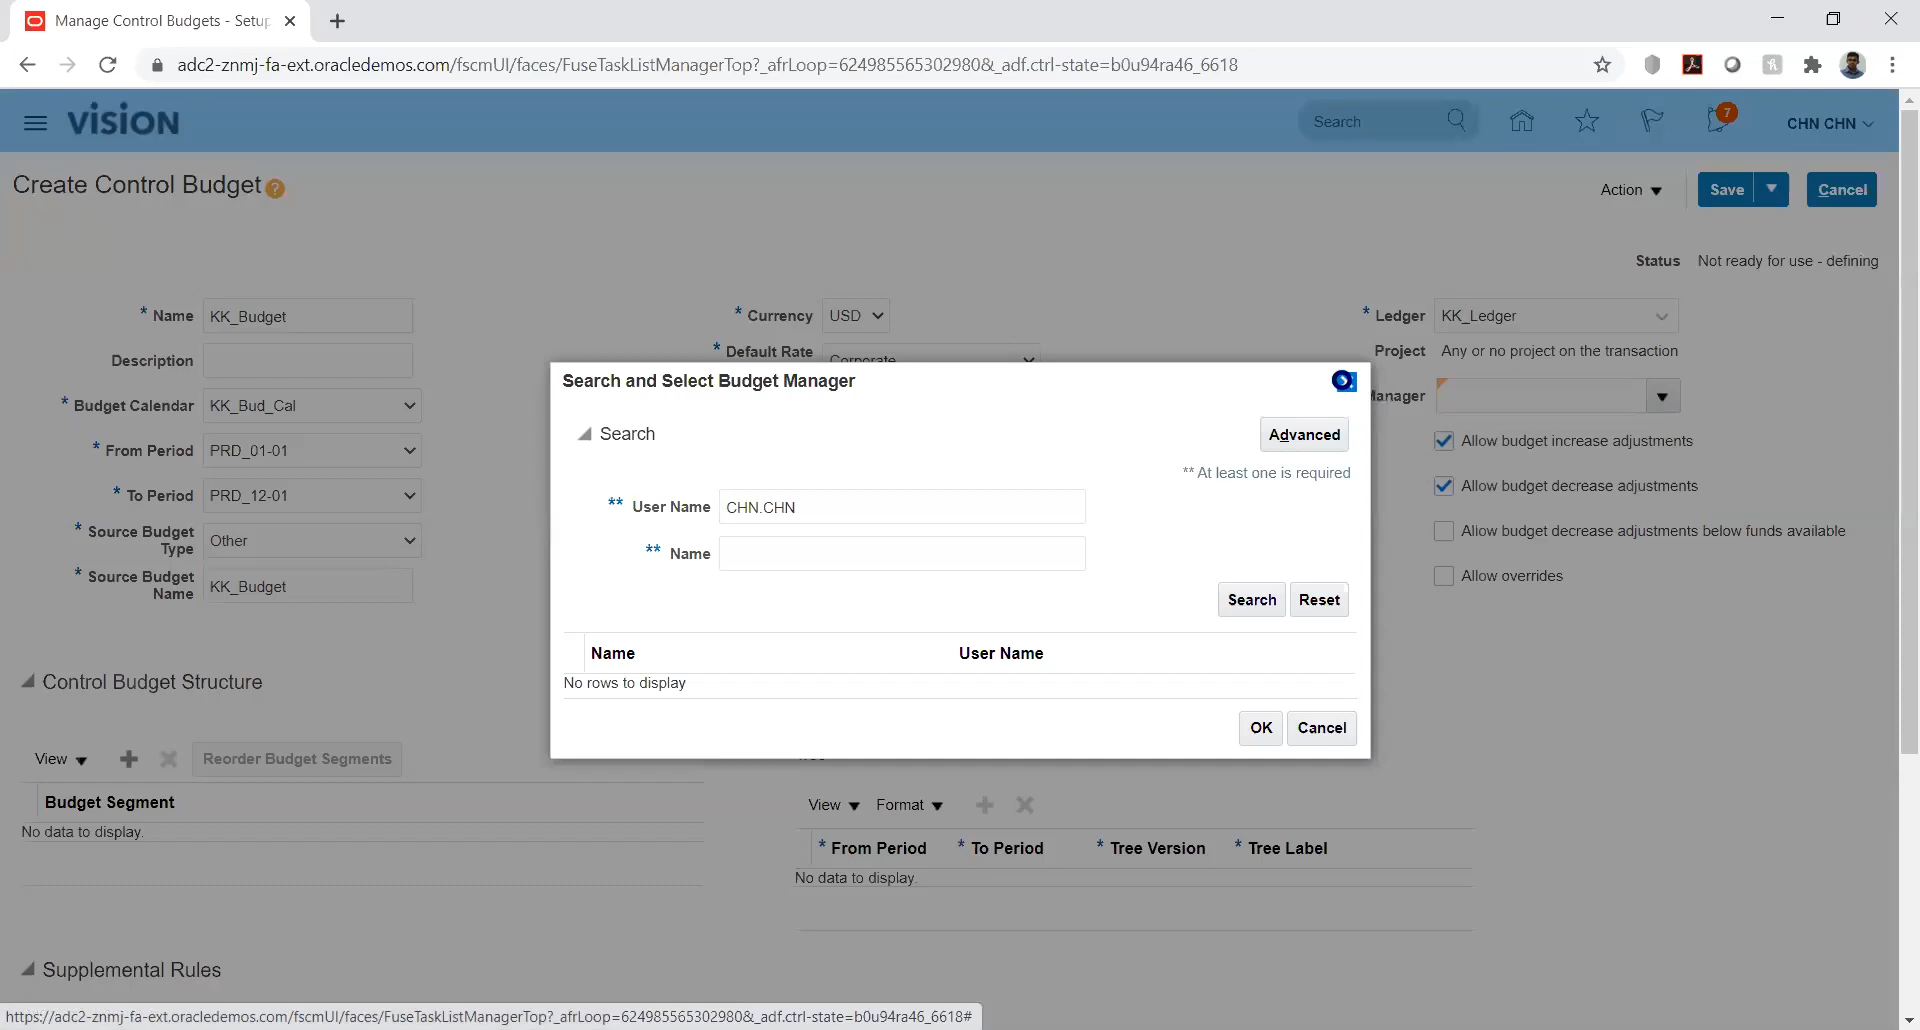 Manage Control Budgets - Setup
adc2-znmj-fa-ext.oracledemos.com/fscmUI/faces/FuseTaskListManagerTop?_afrLoop=624985565302980&_adf.ctrl-state=b0u94ra46_6618
vision
Search
7
CHN CHN
Create Control Budget ?
Action
Save
Cancel
Status Not ready for use - defining
* Name KK_Budget
* Currency USD
* Ledger KK_Ledger
* Default Rate
Corporate
Project Any or no project on the transaction
Description
Manager
Search and Select Budget Manager
* Budget Calendar KK_Bud_Cal
Search
Advanced
Allow budget increase adjustments
* From Period PRD_01-01
** At least one is required
* To Period PRD_12-01
** User Name CHN.CHN
Allow budget decrease adjustments
* Source Budget Type Other
** Name
Allow budget decrease adjustments below funds available
* Source Budget Name KK_Budget
Allow overrides
Search
Reset
Name User Name
No rows to display
OK
Cancel
Control Budget Structure
View
Reorder Budget Segments
Budget Segment
No data to display.
View Format
* From Period * To Period * Tree Version * Tree Label
No data to display.
Supplemental Rules
https://adc2-znmj-fa-ext.oracledemos.com/fscmUI/faces/FuseTaskListManagerTop?_afrLoop=624985565302980&_adf.ctrl-state=b0u94ra46_6618#